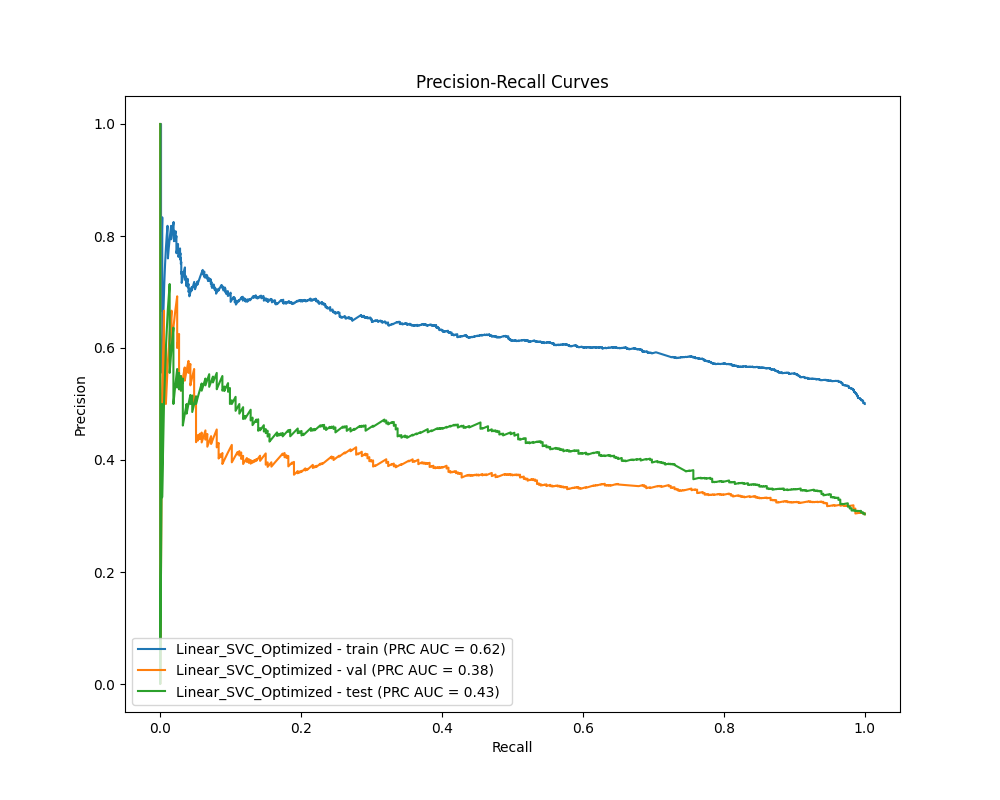 Precision-Recall Curves
1.0
0.8
0.6
0.4
0.2
0.0
Precision
Linear_SVC_Optimized - train (PRC AUC = 0.62)
Linear_SVC_Optimized - val (PRC AUC = 0.38)
Linear_SVC_Optimized - test (PRC AUC = 0.43)
0.0 0.2 0.4 0.6 0.8 1.0
Recall